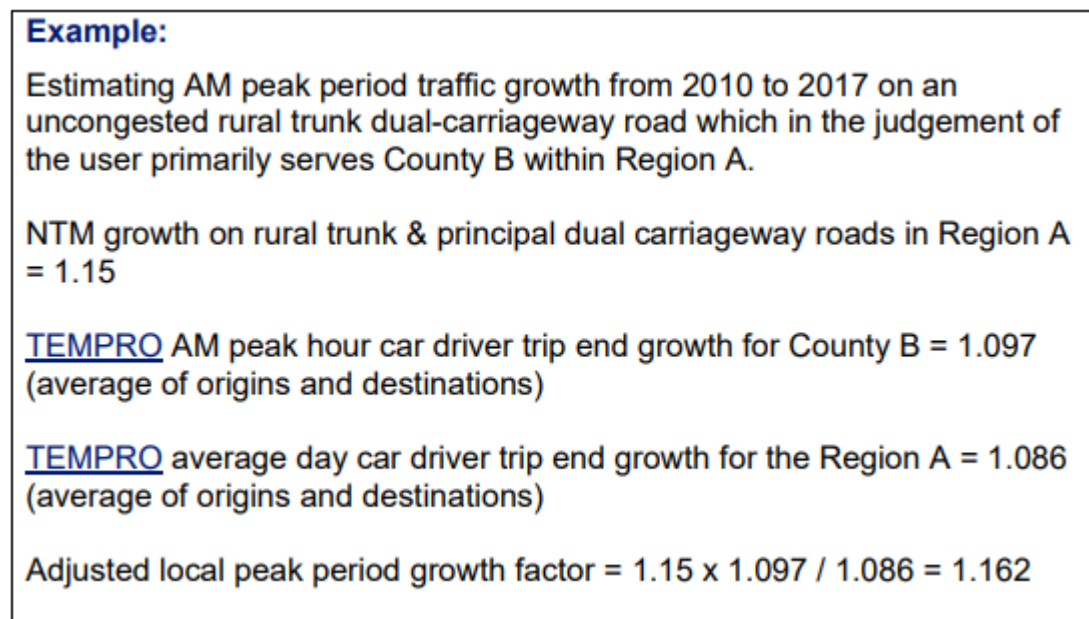 Example:
Estimating AM peak period traffic growth from 2010 to 2017 on an
uncongested rural trunk dual-carriageway road which in the judgement of
the user primarily serves County B within Region A.
NTM growth on rural trunk & principal dual carriageway roads in Region A
= 1.15
TEMPRO AM peak hour car driver trip end growth for County B = 1.097
(average of origins and destinations)
TEMPRO average day car driver trip end growth for the Region A = 1.086
(average of origins and destinations)
Adjusted local peak period growth factor = 1.15 x 1.097 / 1.086 = 1.162